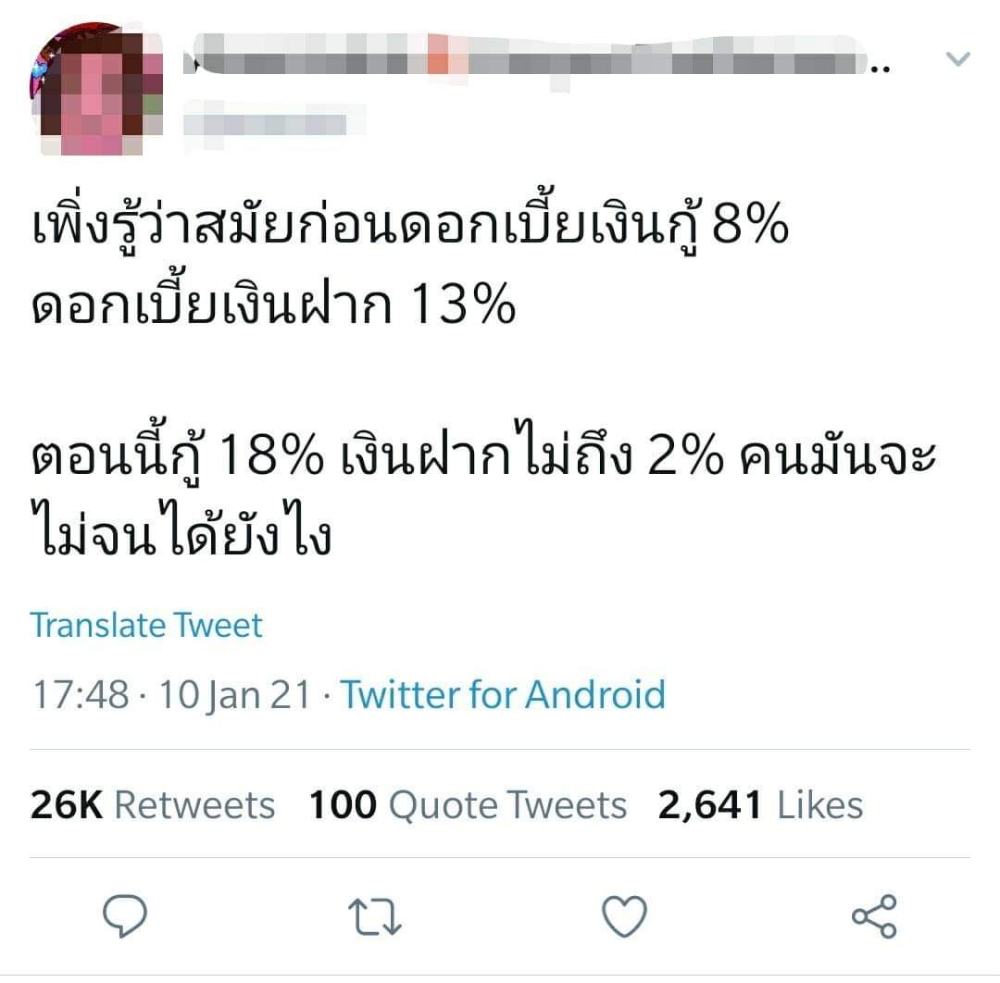 เพิ่งรู้ว่าสมัยก่อนดอกเบี้ยเงินกู้ 8%
ดอกเบี้ยเงินฝาก 13%
ตอนนี้กู้ 18% เงินฝากไม่ถึง 2% คนมันจะ
ไม่จนได้ยังไง
Translate Tweet
17:48 · 10 Jan 21 · Twitter for Android
26K Retweets 100 Quote Tweets 2,641 Likes